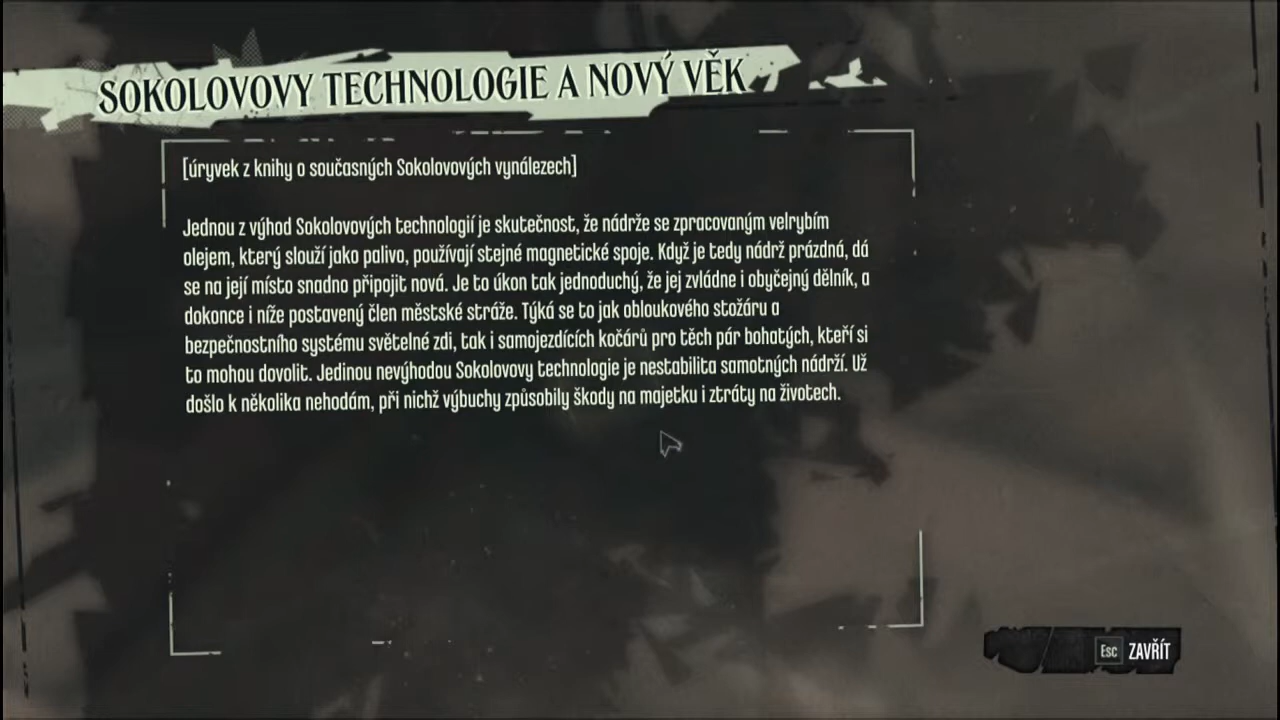 SOKOLOVOVY TECHNOLOGIE A NOVÝ VĚK
[úryvek z knihy o současných Sokolovových vynálezech]
Jednou z výhod Sokolovových technologií je skutečnost, že nádrže se zpracovaným velrybím
olejem, který slouží jako palivo, používají stejné magnetické spoje. Když je tedy nádrž prázdná, dá
se na její místo snadno připojit nová. Je to úkon tak jednoduchý, že jej zvládne i obyčejný dělník, a
dokonce i níže postavený člen městské stráže. Týká se to jak obloukového stožáru a
bezpečnostního systému světelné zdi, tak i samojezdících kočárů pro těch pár bohatých, kteří si
to mohou dovolit. Jedinou nevýhodou Sokolovovy technologie je nestabilita samotných nádrží. Už
došlo k několika nehodám, při nichž výbuchy způsobily škody na majetku i ztráty na životech.
Esc ZAVŘÍT